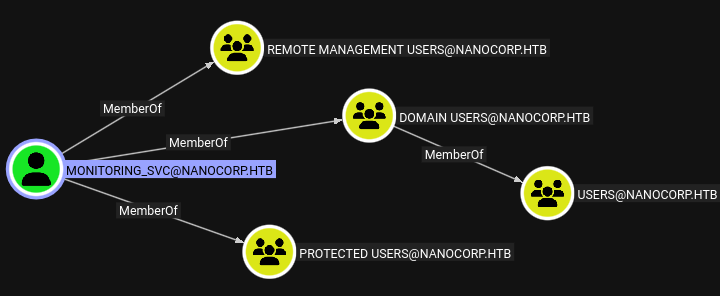 REMOTE MANAGEMENT USERS@NANOCORP.HTB
MemberOf
DOMAIN USERS@NANOCORP.HTB
MemberOf
MemberOf
MONITORING_SVC@NANOCORP.HTB
USERS@NANOCORP.HTB
MemberOf
PROTECTED USERS@NANOCORP.HTB